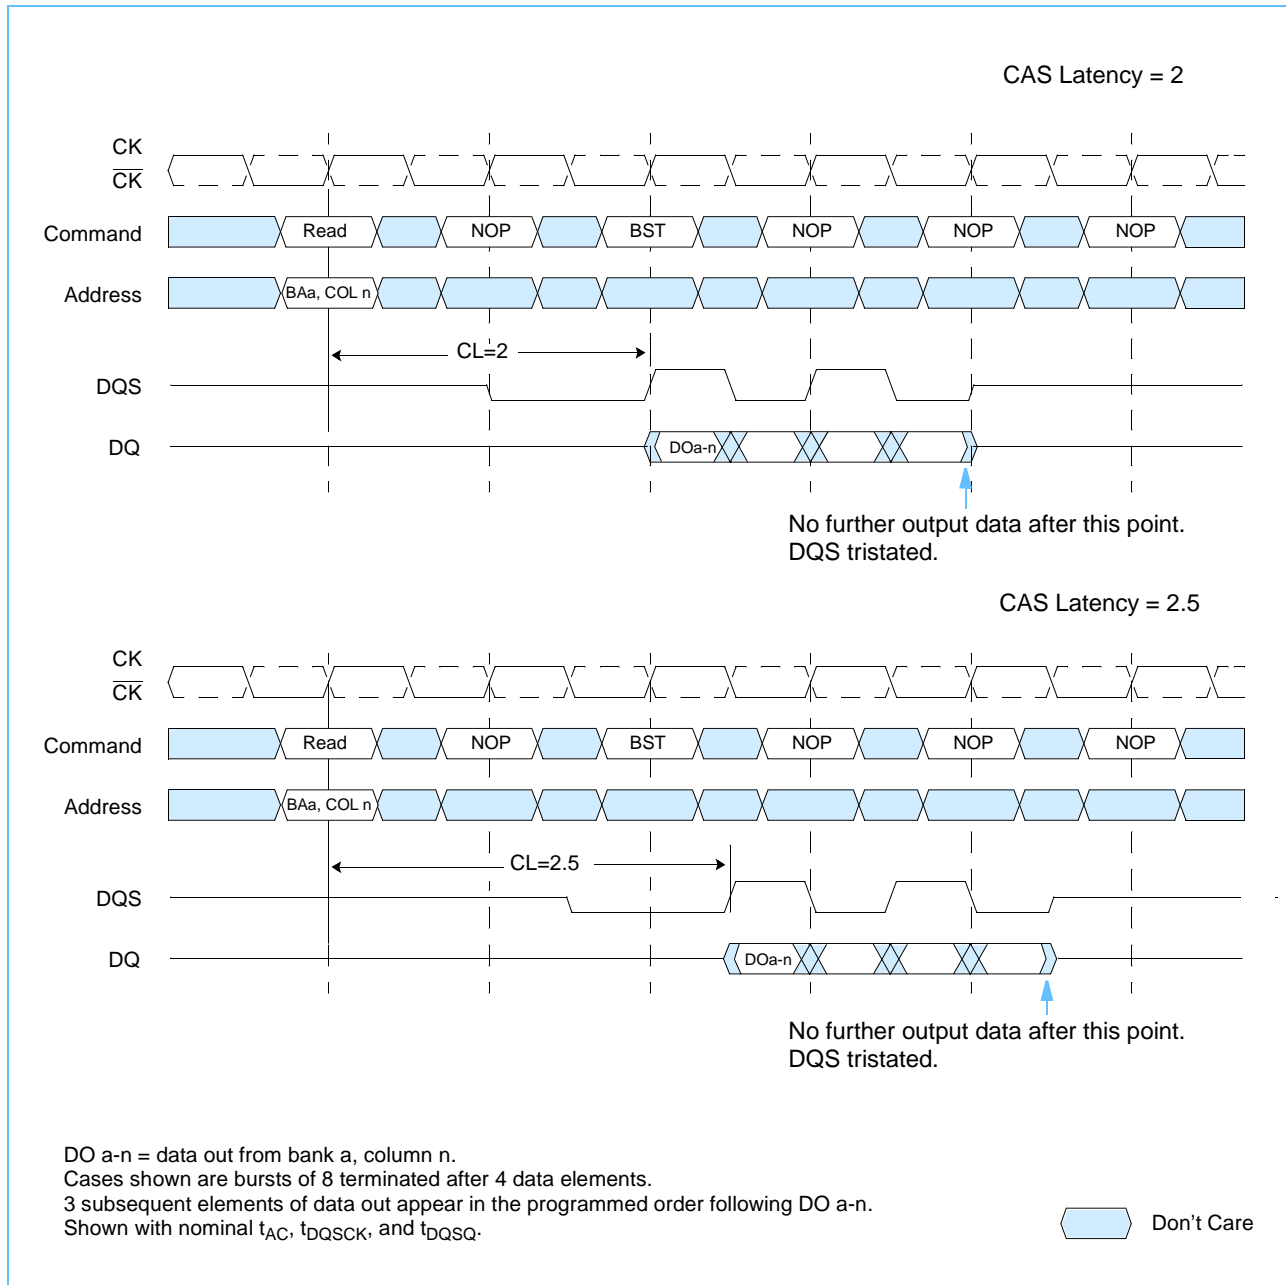 CAS Latency = 2
CK
CK
Command
Read
NOP
BST
NOP
NOP
NOP
Address
BAa, COL n
CL=2
DQS
DQ
DOa-n
No further output data after this point.
DQS tristated.
CAS Latency = 2.5
CK
CK
Command
Read
NOP
BST
NOP
NOP
NOP
Address
BAa, COL n
CL=2.5
DQS
DQ
DOa-n
No further output data after this point.
DQS tristated.
DO a-n = data out from bank a, column n.
Cases shown are bursts of 8 terminated after 4 data elements.
3 subsequent elements of data out appear in the programmed order following DO a-n.
Shown with nominal tAC, tDQSCK, and tDQSQ.
Don't Care